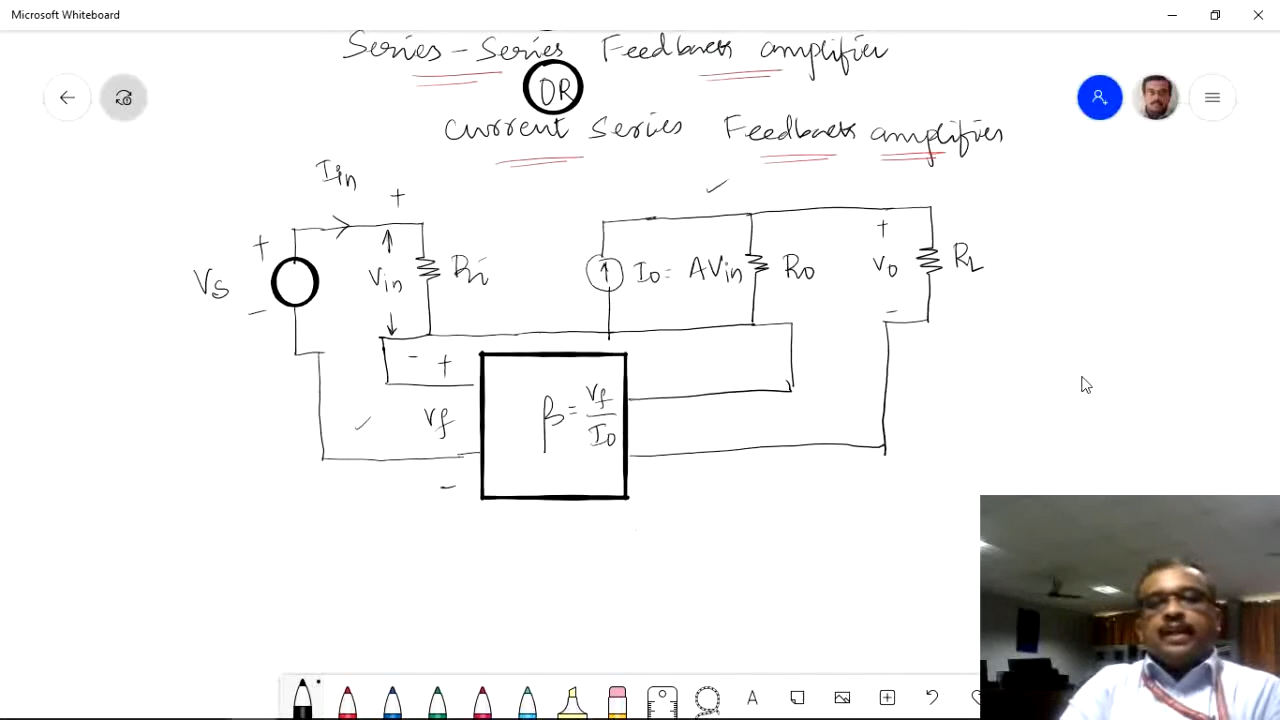 Microsoft Whiteboard
Series - Series Feedback amplifier
OR
Current Series Feedback amplifier
Iin
+
+
Vs
-
Vin
Ri
- +
Io = AVin
Ro
+
Vo
-
RL
Vf
-
β = Vf / Io
A